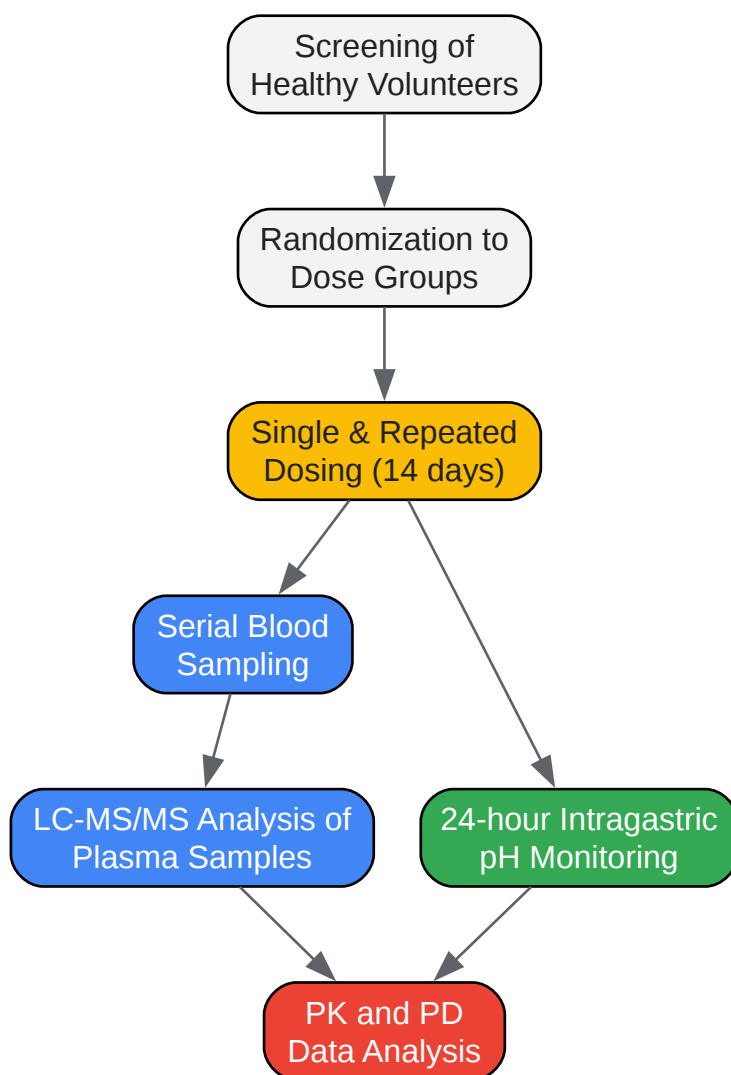 Screening of
Healthy Volunteers
Randomization to
Dose Groups
Single & Repeated
Dosing (14 days)
Serial Blood
Sampling
LC-MS/MS Analysis of
Plasma Samples
24-hour Intragastric
pH Monitoring
PK and PD
Data Analysis